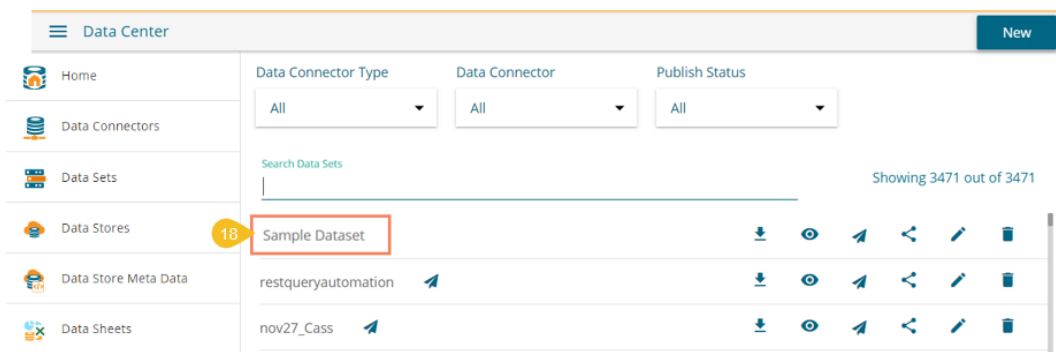 Data Center
New
Home
Data Connectors
Data Sets
Data Stores
Data Store Meta Data
Data Sheets
Data Connector Type
Data Connector
Publish Status
All
All
All
Search Data Sets
Showing 3471 out of 3471
18
Sample Dataset
restqueryautomation
nov27_Cass